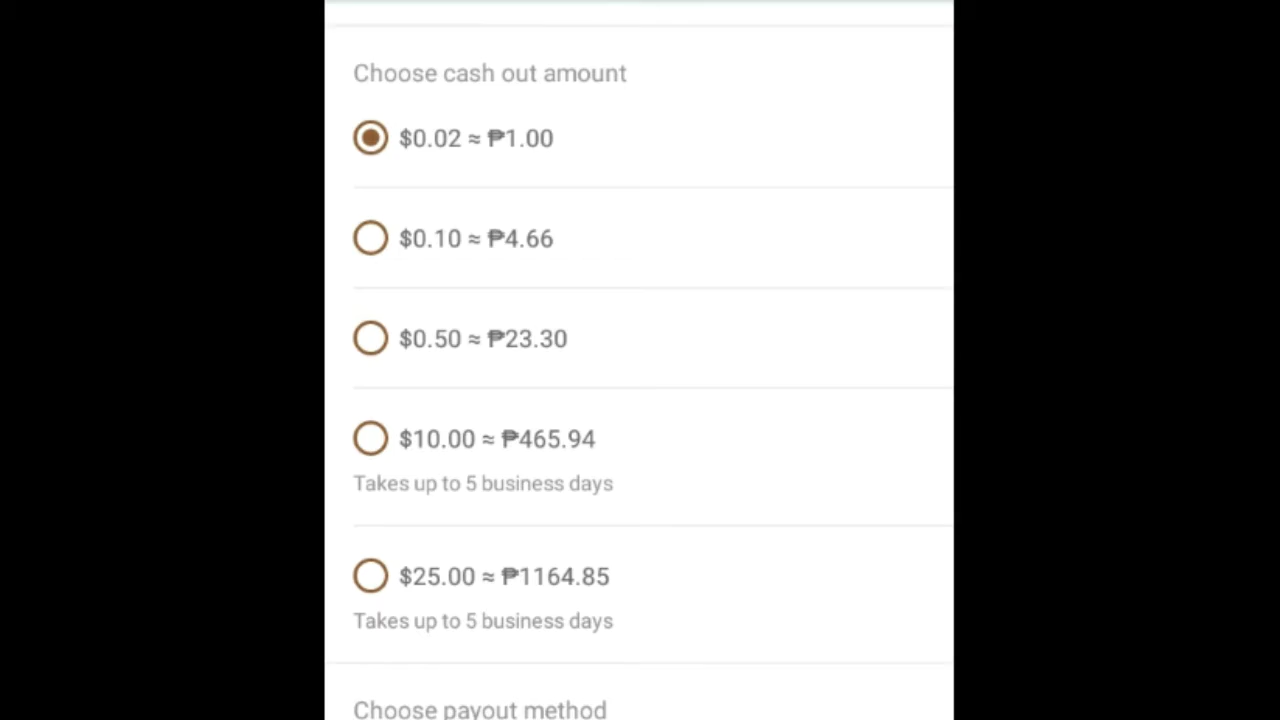 Choose cash out amount
$0.02 ≈ ₱1.00
$0.10 ≈ ₱4.66
$0.50 ≈ ₱23.30
$10.00 ≈ ₱465.94
Takes up to 5 business days
$25.00 ≈ ₱1164.85
Takes up to 5 business days
Choose payout method